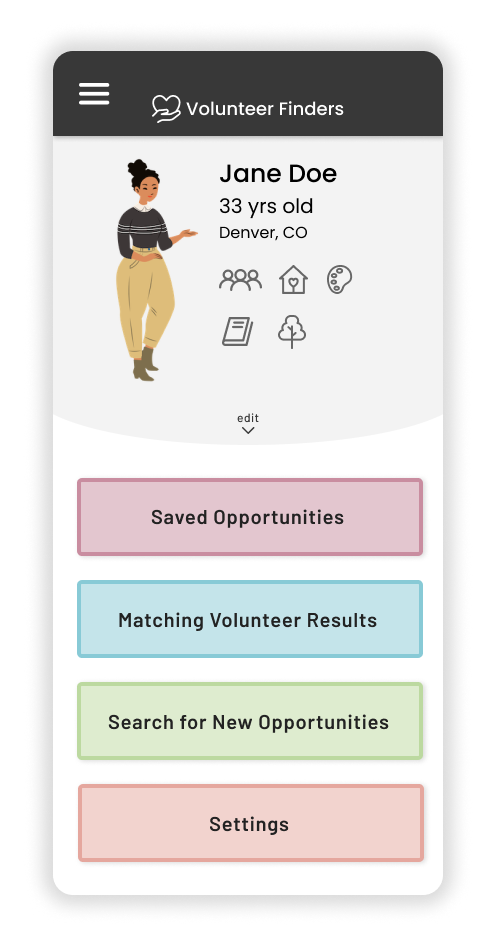 Volunteer Finders
Jane Doe
33 yrs old
Denver, CO
edit
Saved Opportunities
Matching Volunteer Results
Search for New Opportunities
Settings